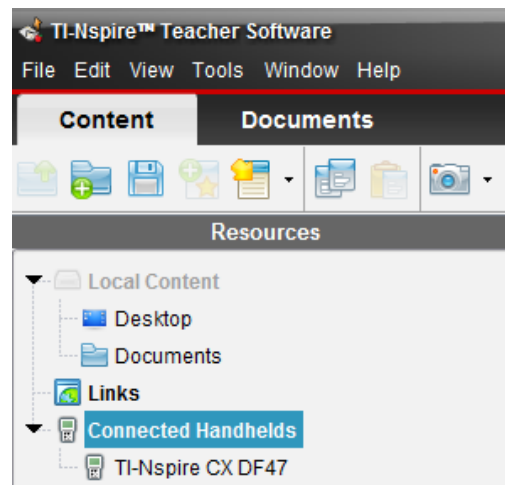 TI-Nspire™ Teacher Software
File Edit View Tools Window Help
Content Documents
Resources
Local Content
Desktop
Documents
Links
Connected Handhelds
TI-Nspire CX DF47